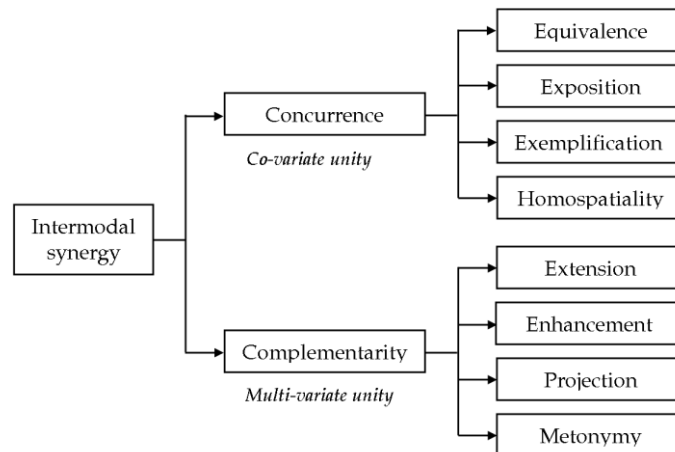 Intermodal
synergy
Concurrence
Co-variate unity
Equivalence
Exposition
Exemplification
Homospatiality
Complementarity
Multi-variate unity
Extension
Enhancement
Projection
Metonymy